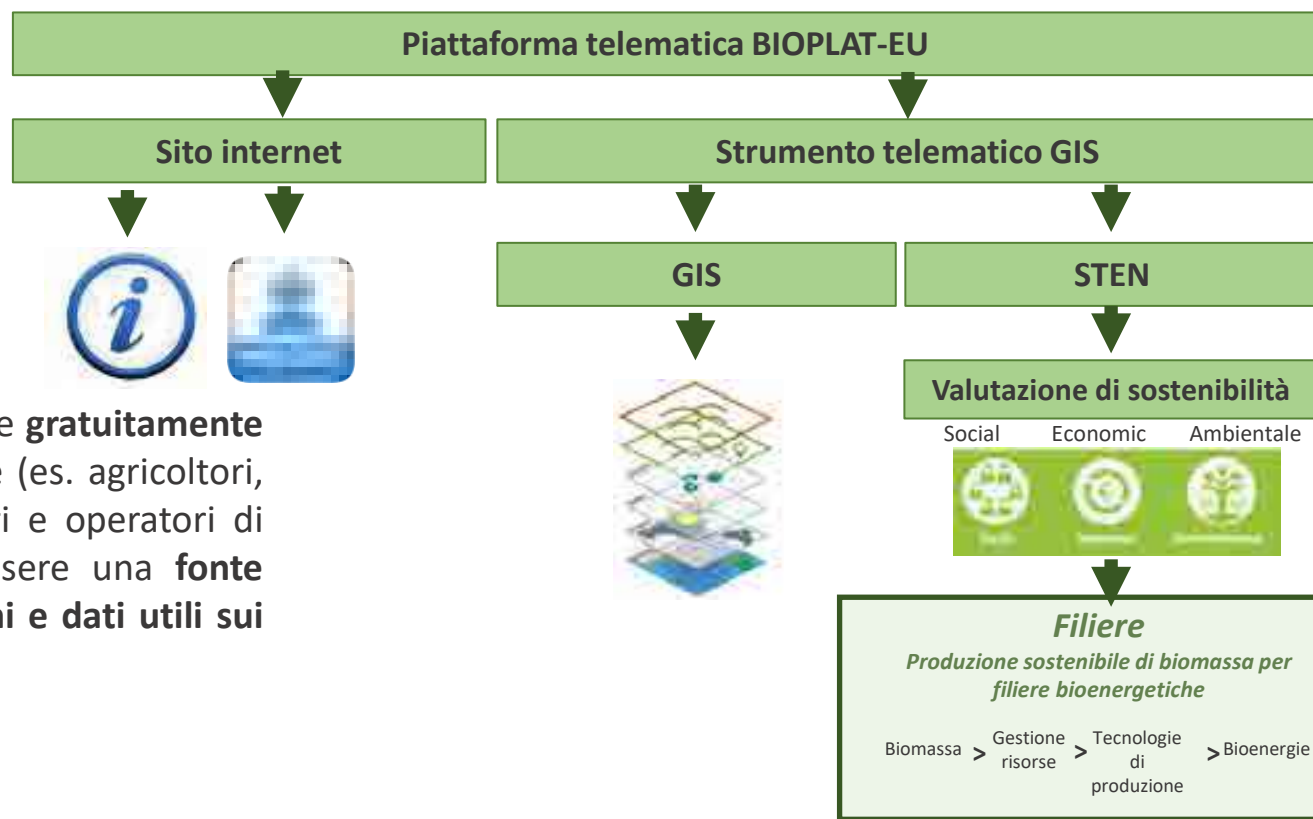 Piattaforma telematica BIOPLAT-EU
Sito internet
Strumento telematico GIS
GIS
STEN
i
Valutazione di sostenibilità
Social Economic Ambientale
e gratuitamente
e (es. agricoltori,
ri e operatori di
sere una fonte
ni e dati utili sui
Filiere
Produzione sostenibile di biomassa per
filiere bioenergetiche
Biomassa > Gestione
risorse > Tecnologie
di
produzione > Bioenergie